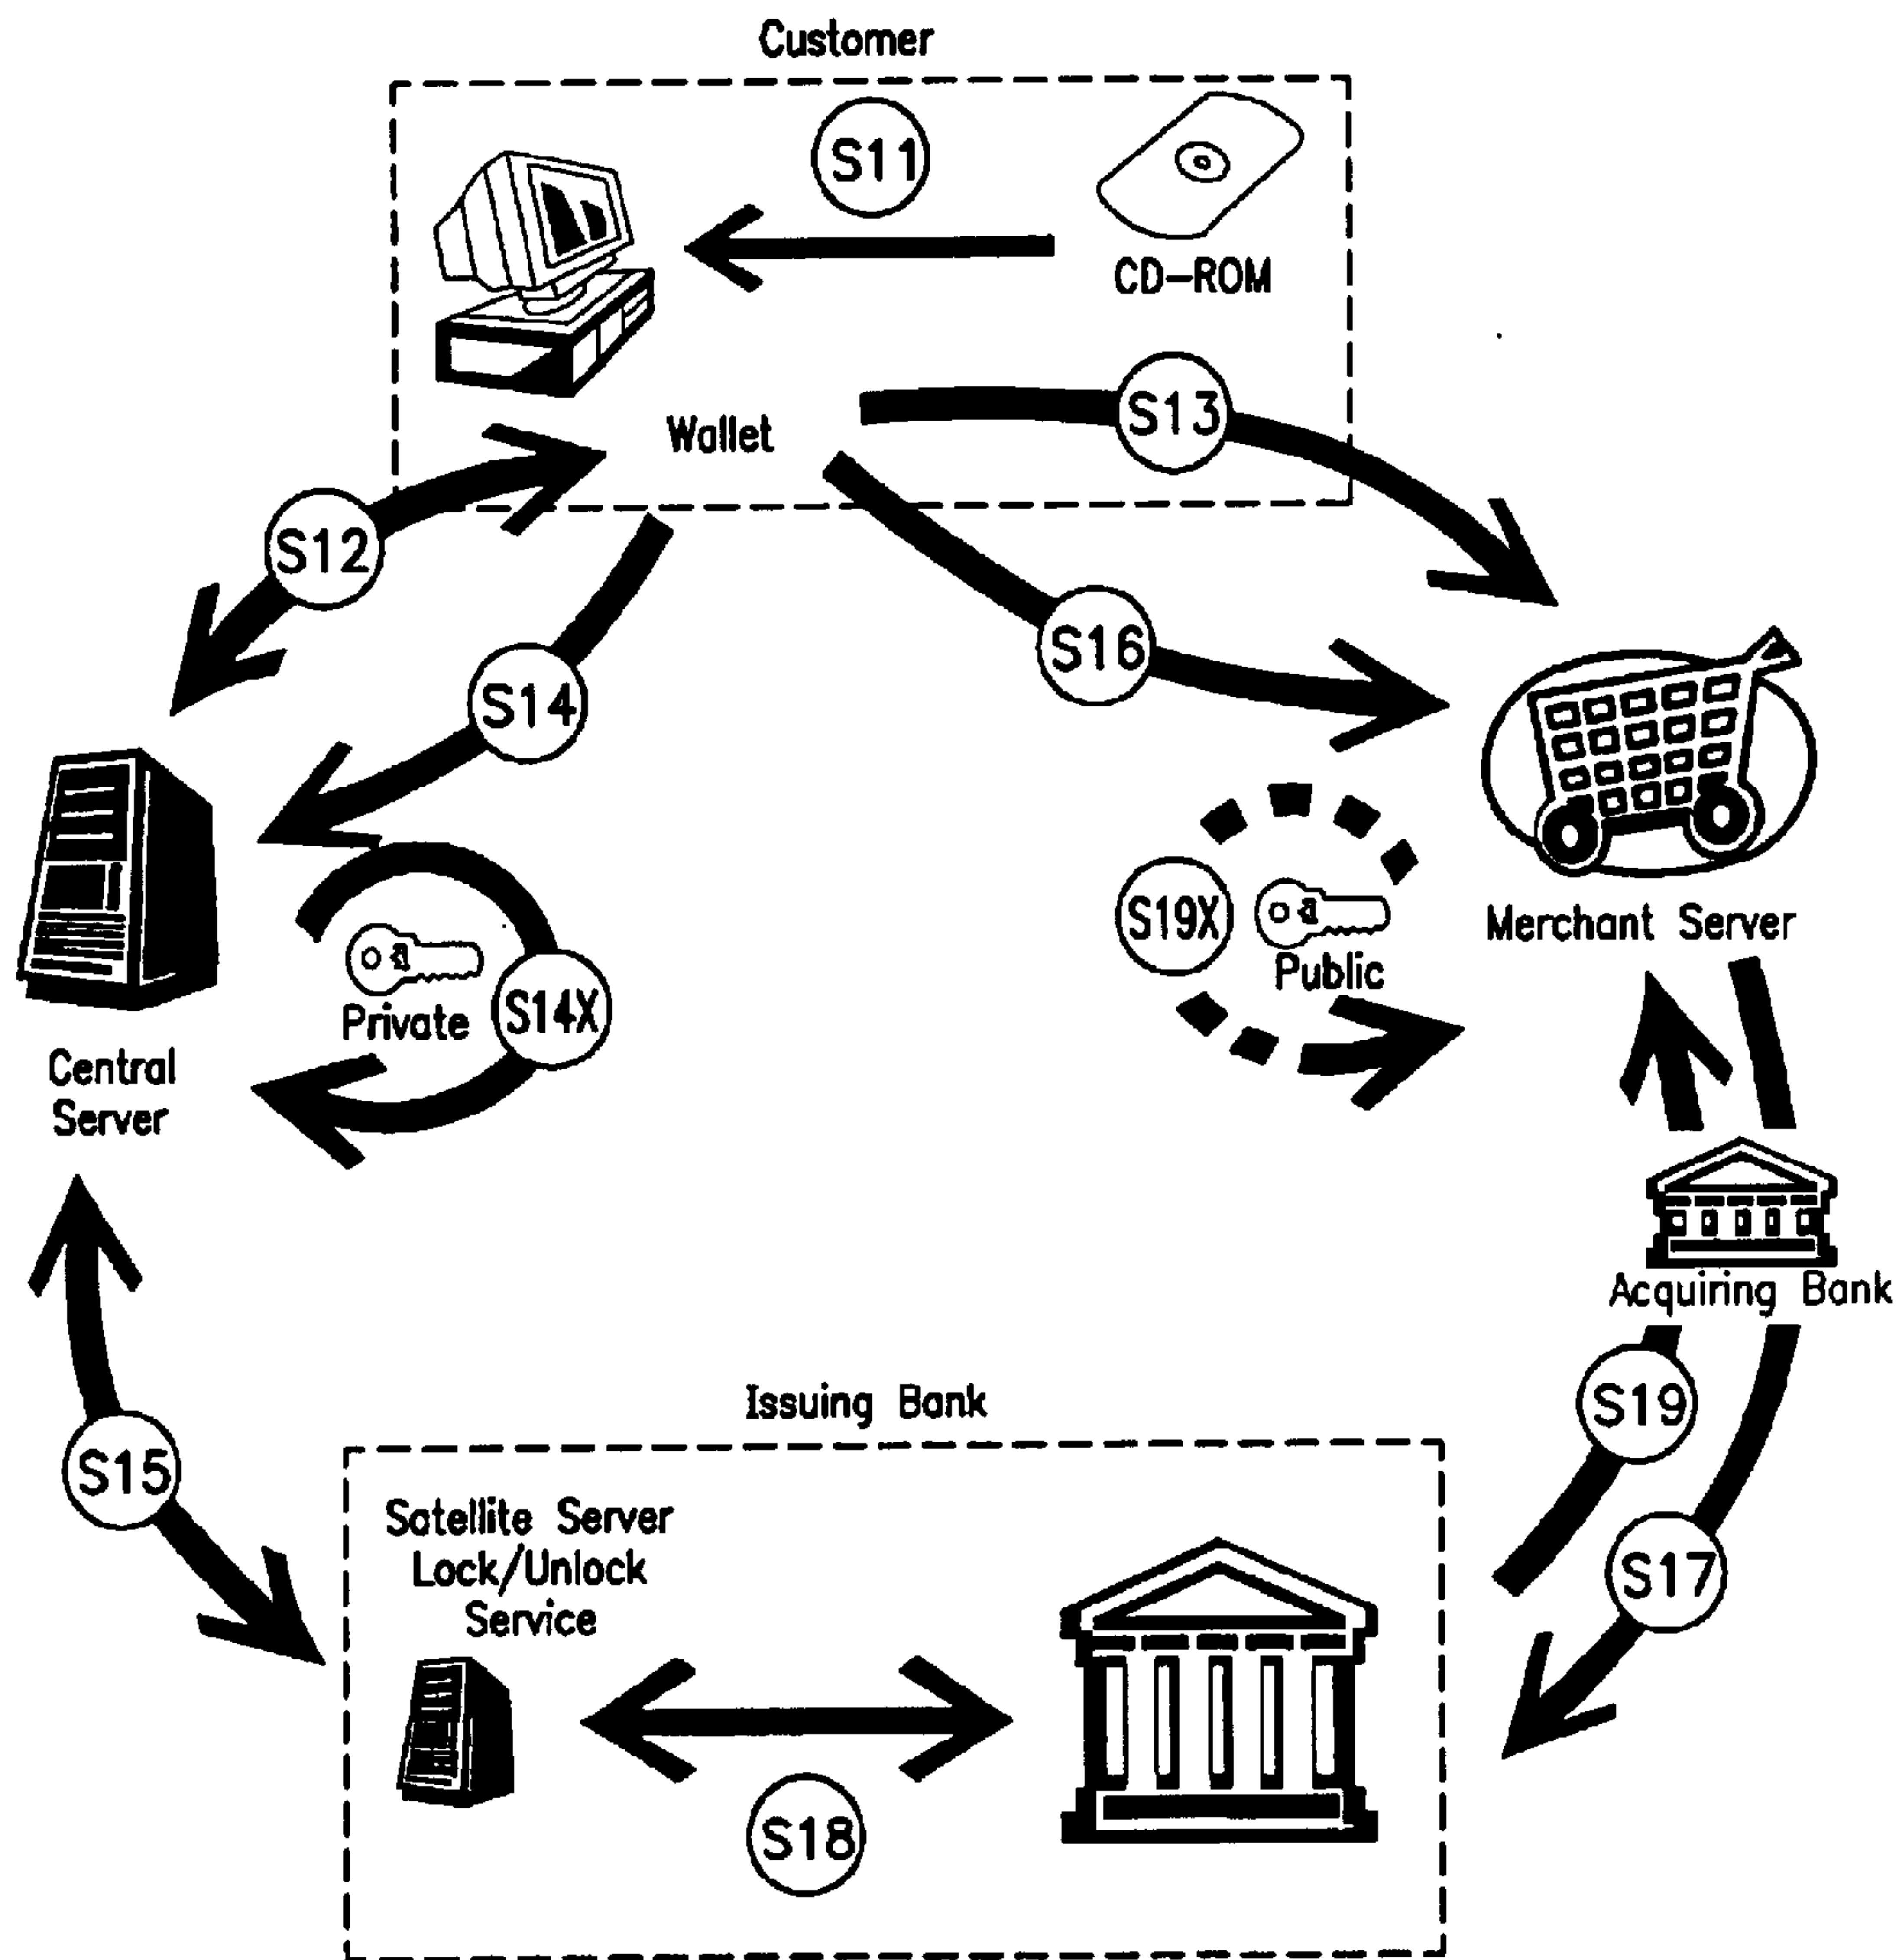 Customer
S11
CD-ROM
S13
Wallet
S12
S16
S14
S19X
Public
Merchant Server
Private
S14X
Central
Server
Acquiring Bank
S19
Issuing Bank
S15
Satellite Server
Lock/Unlock
Service
S17
S18